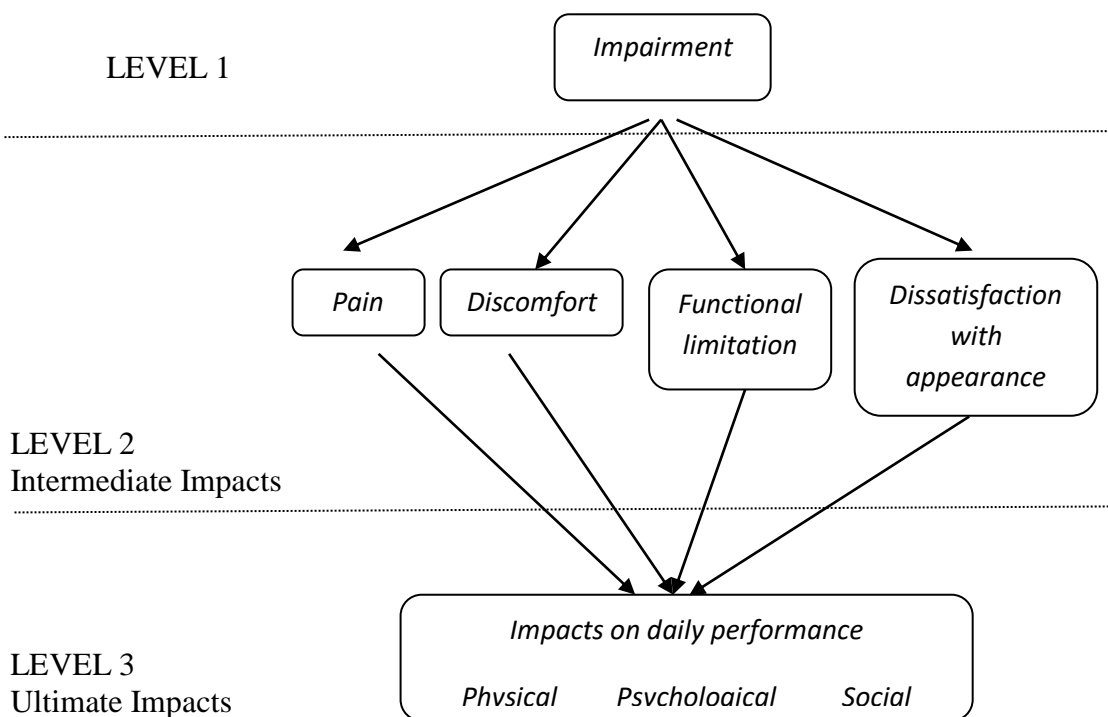 Impairment
LEVEL 1
Pain
Discomfort
Functional
limitation
Dissatisfaction
with
appearance
LEVEL 2
Intermediate Impacts
Impacts on daily performance
LEVEL 3
Ultimate Impacts
Physical Psychological Social